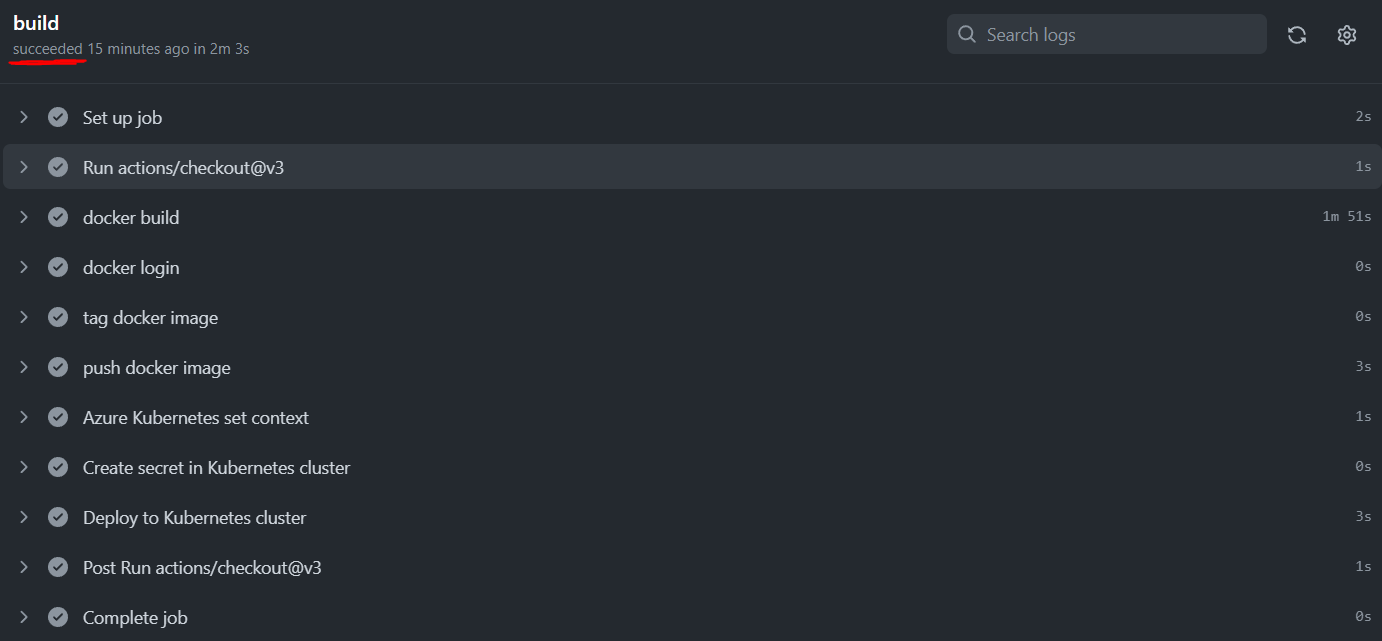 build
succeeded 15 minutes ago in 2m 3s
Search logs
Set up job 2s
Run actions/checkout@v3 1s
docker build 1m 51s
docker login 0s
tag docker image 0s
push docker image 3s
Azure Kubernetes set context 1s
Create secret in Kubernetes cluster 0s
Deploy to Kubernetes cluster 3s
Post Run actions/checkout@v3 1s
Complete job 0s